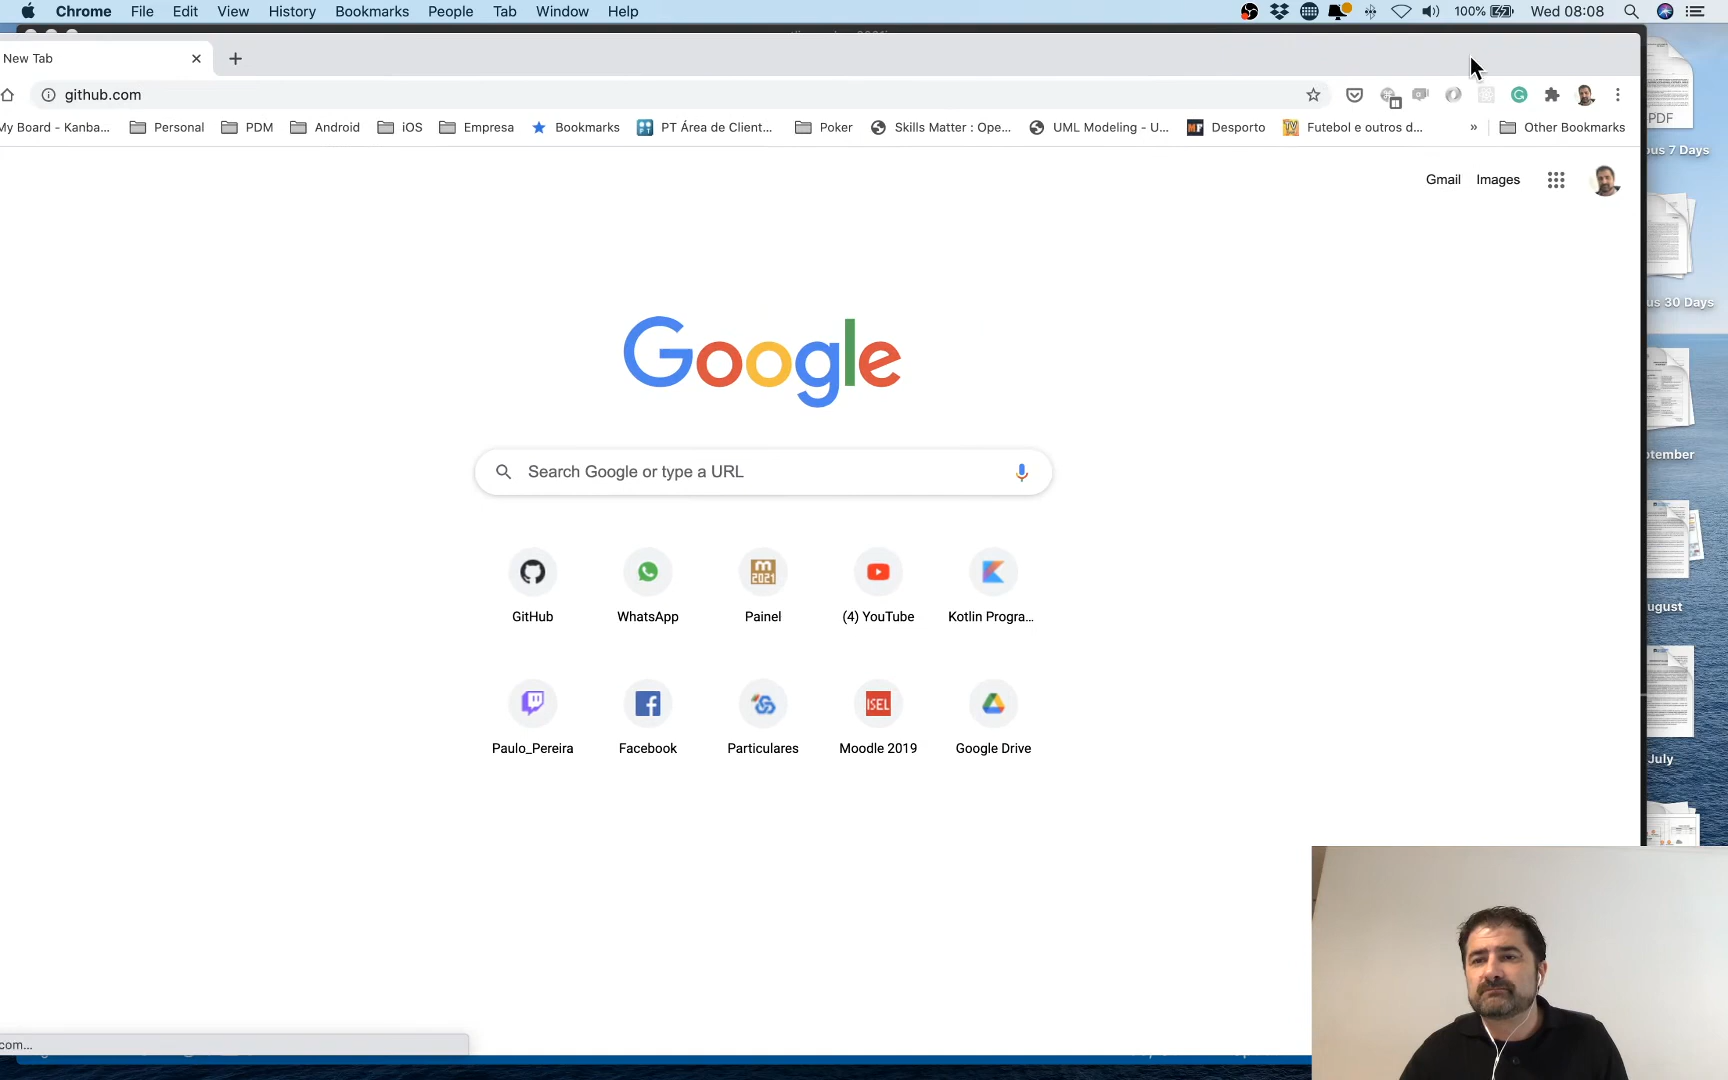 Chrome File Edit View History Bookmarks People Tab Window Help 100% Wed 08:08
New Tab
github.com
My Board - Kanba... Personal PDM Android iOS Empresa Bookmarks PT Área de Client... Poker Skills Matter : Ope... UML Modeling - U... Desporto Futebol e outros d... » Other Bookmarks
PDF
ous 7 Days
Gmail Images
us 30 Days
Google
ptember
Search Google or type a URL
M 2021
GitHub WhatsApp Painel (4) YouTube Kotlin Progra...
ugust
ISEL
Paulo_Pereira Facebook Particulares Moodle 2019 Google Drive
July
com...